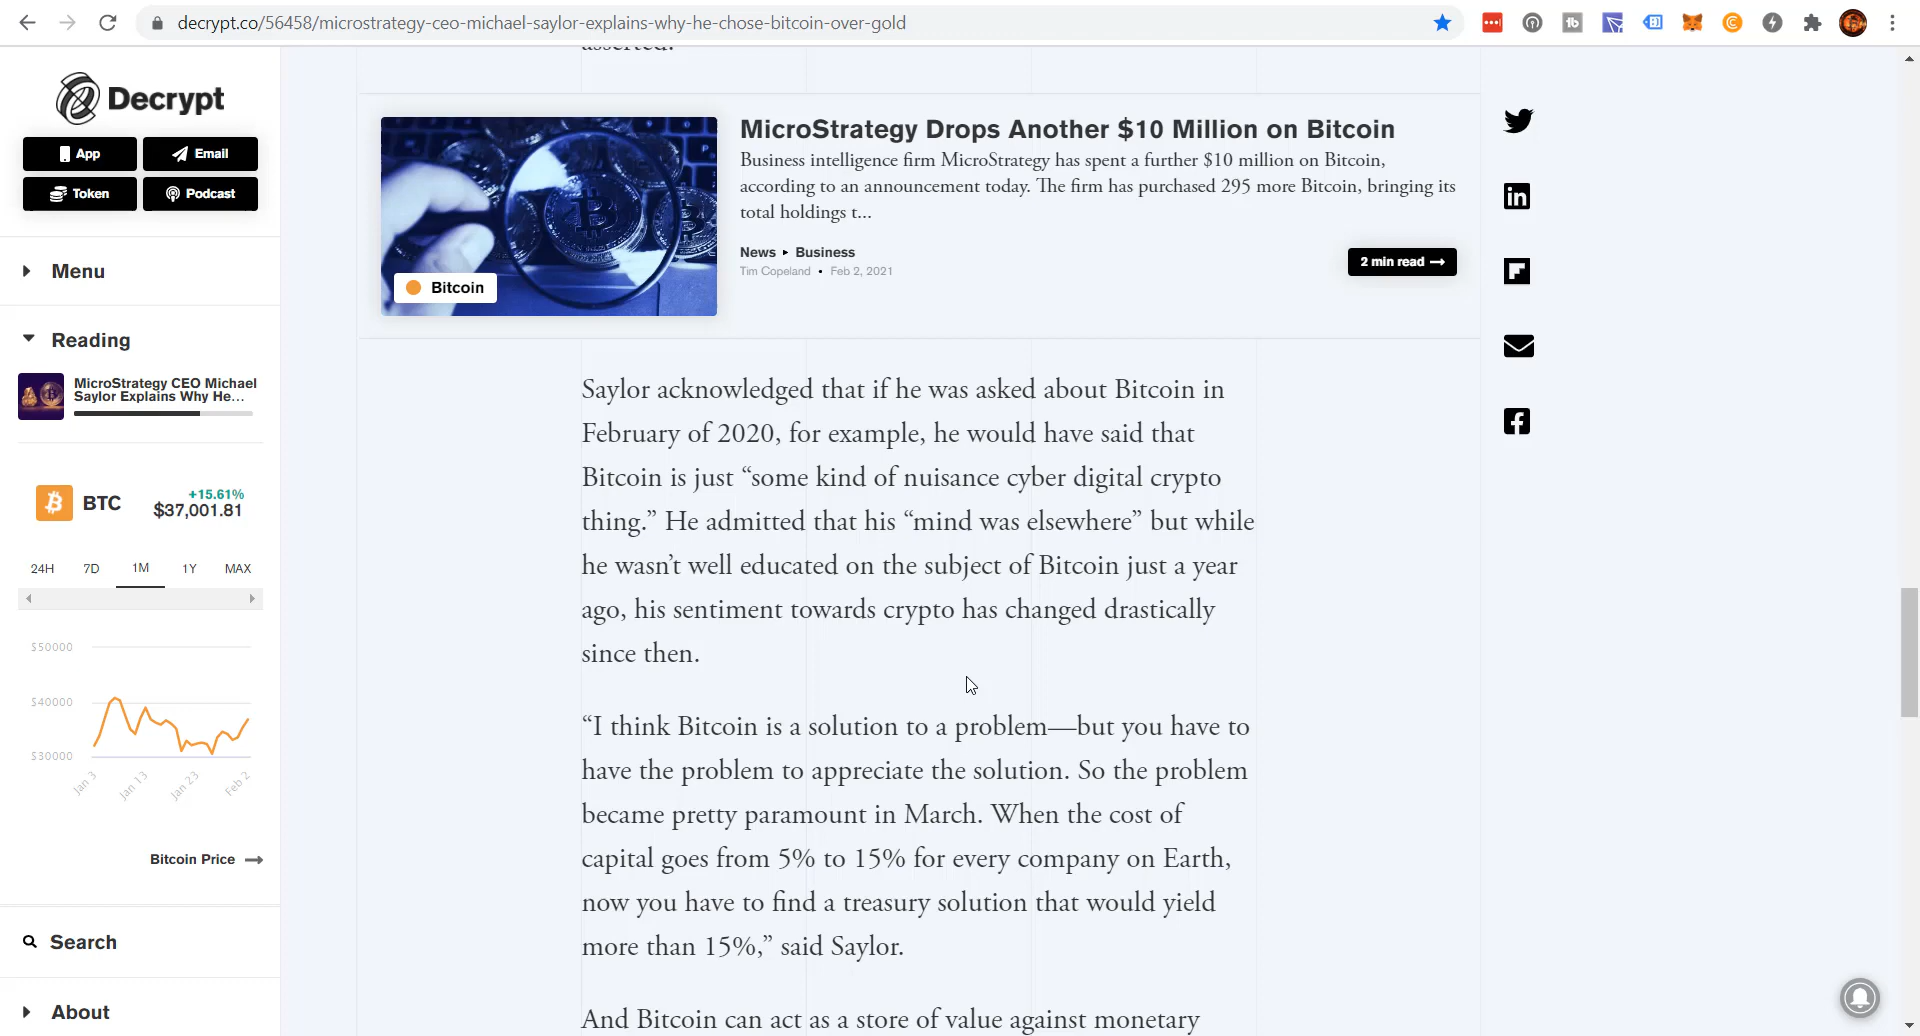 decrypt.co/56458/microstrategy-ceo-michael-saylor-explains-why-he-chose-bitcoin-over-gold
Decrypt
App
Email
Token
Podcast
Menu
Reading
MicroStrategy CEO Michael
Saylor Explains Why He...
BTC
+15.61%
$37,001.81
24H 7D 1M 1Y MAX
$50000
$40000
$30000
Jan 3 Jan 13 Jan 23 Feb 2
Bitcoin Price
Search
About
asserted.
Bitcoin
MicroStrategy Drops Another $10 Million on Bitcoin
Business intelligence firm MicroStrategy has spent a further $10 million on Bitcoin,
according to an announcement today. The firm has purchased 295 more Bitcoin, bringing its
total holdings t...
News ▸ Business
Tim Copeland • Feb 2, 2021
2 min read →
Saylor acknowledged that if he was asked about Bitcoin in
February of 2020, for example, he would have said that
Bitcoin is just “some kind of nuisance cyber digital crypto
thing.” He admitted that his “mind was elsewhere” but while
he wasn’t well educated on the subject of Bitcoin just a year
ago, his sentiment towards crypto has changed drastically
since then.
“I think Bitcoin is a solution to a problem—but you have to
have the problem to appreciate the solution. So the problem
became pretty paramount in March. When the cost of
capital goes from 5% to 15% for every company on Earth,
now you have to find a treasury solution that would yield
more than 15%,” said Saylor.
And Bitcoin can act as a store of value against monetary